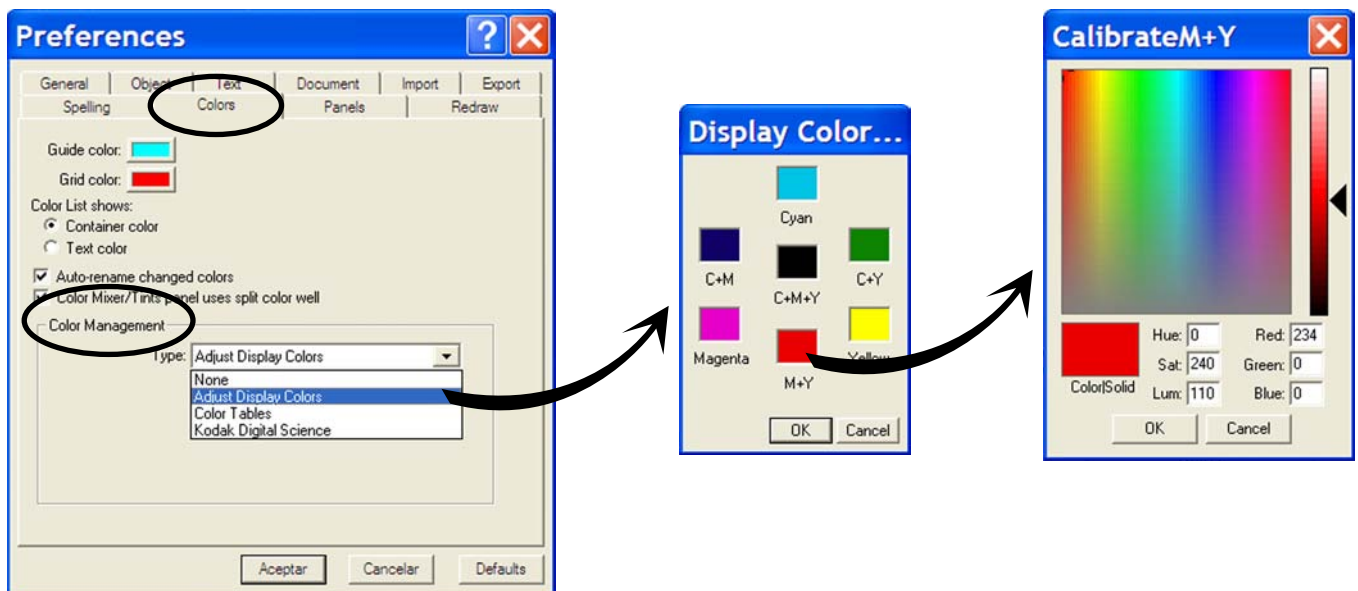 Preferences
General Object Text Document Import Export
Spelling Colors Panels Redraw
Guide color:
Grid color:
Color List shows:
Container color
Text color
Auto-rename changed colors
Color Mixer/Tints panel uses split color well
Color Management
Type: Adjust Display Colors
None
Adjust Display Colors
Color Tables
Kodak Digital Science
Aceptar Cancelar Defaults
Display Color...
Cyan
C+M
C+M+Y
C+Y
Magenta
M+Y
Yellow
OK Cancel
CalibrateM+Y
Hue: 0 Red: 234
Sat: 240 Green: 0
Color|Solid Lum: 110 Blue: 0
OK Cancel